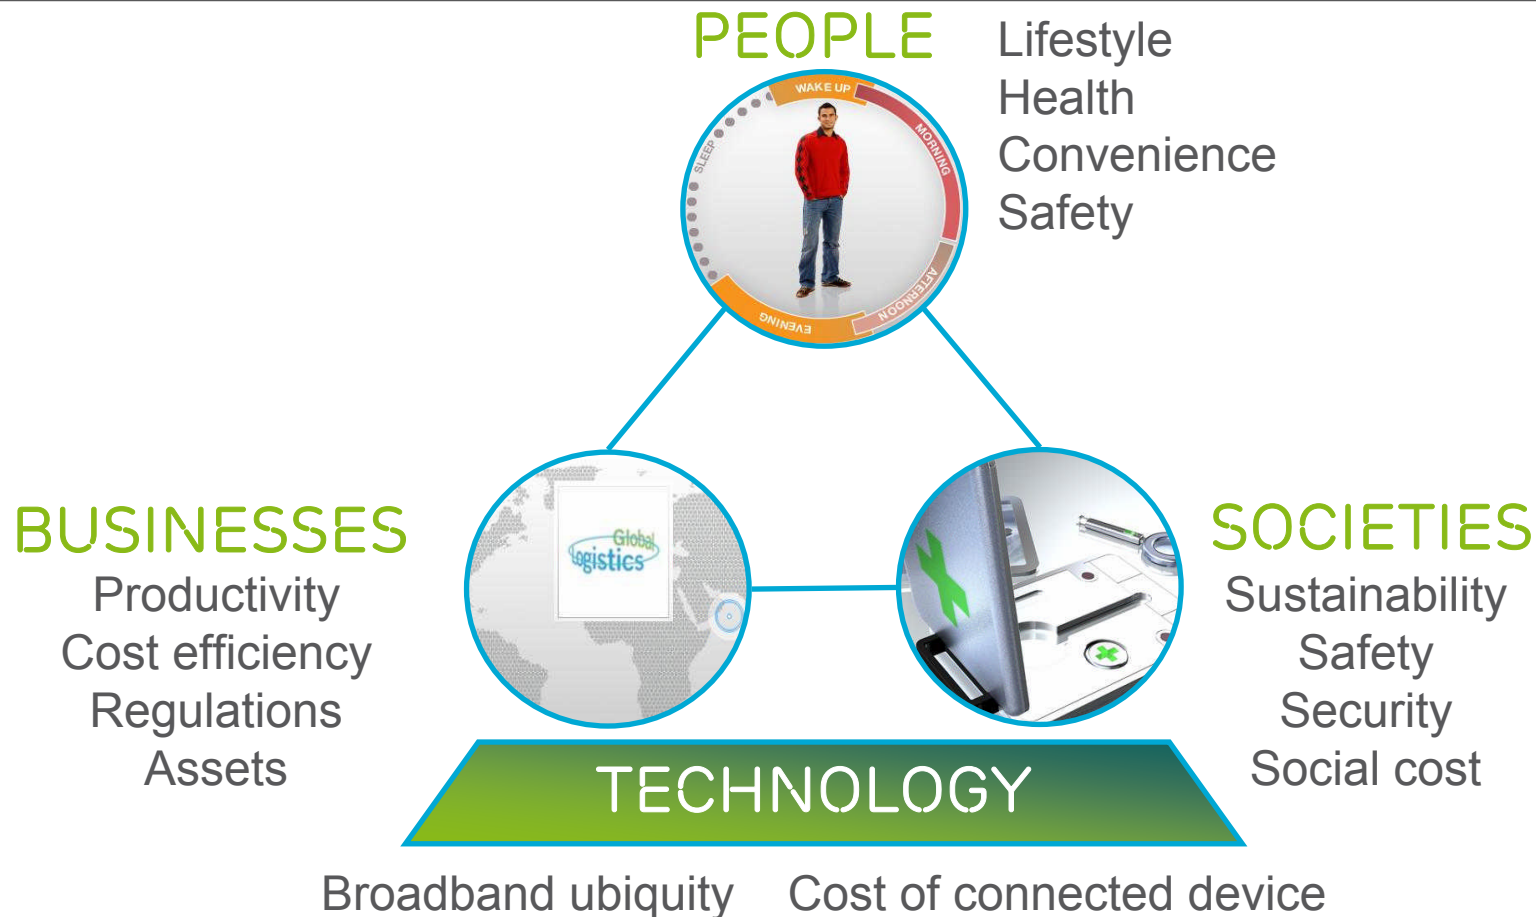 PEOPLE
Lifestyle
Health
Convenience
Safety
WAKE UP
MORNING
AFTERNOON
EVENING
SLEEP
BUSINESSES
Productivity
Cost efficiency
Regulations
Assets
Global
Logistics
SOCIETIES
Sustainability
Safety
Security
Social cost
TECHNOLOGY
Broadband ubiquity
Cost of connected device